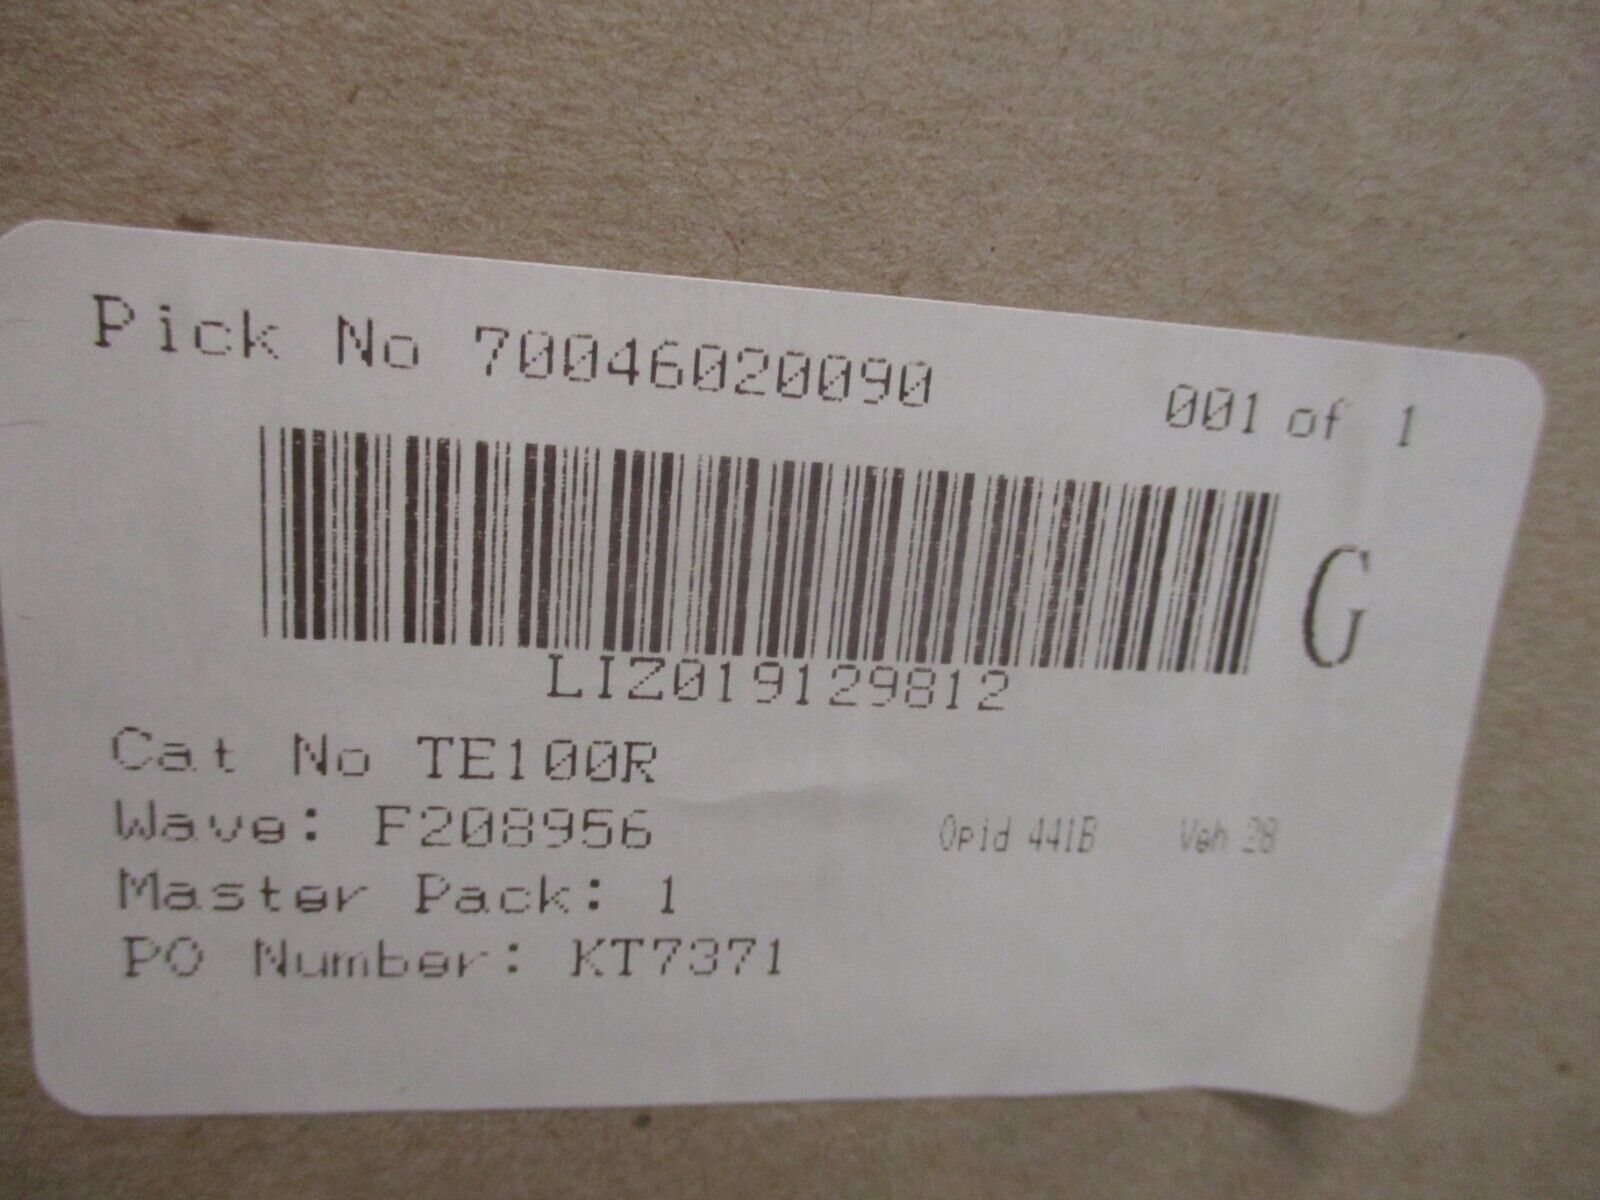 Pick No 70046020090 001 of 1
G
LIZ019129812
Cat No TE100R
Wave: F208956 Opid 441B Veh 28
Master Pack: 1
PO Number: KT7371